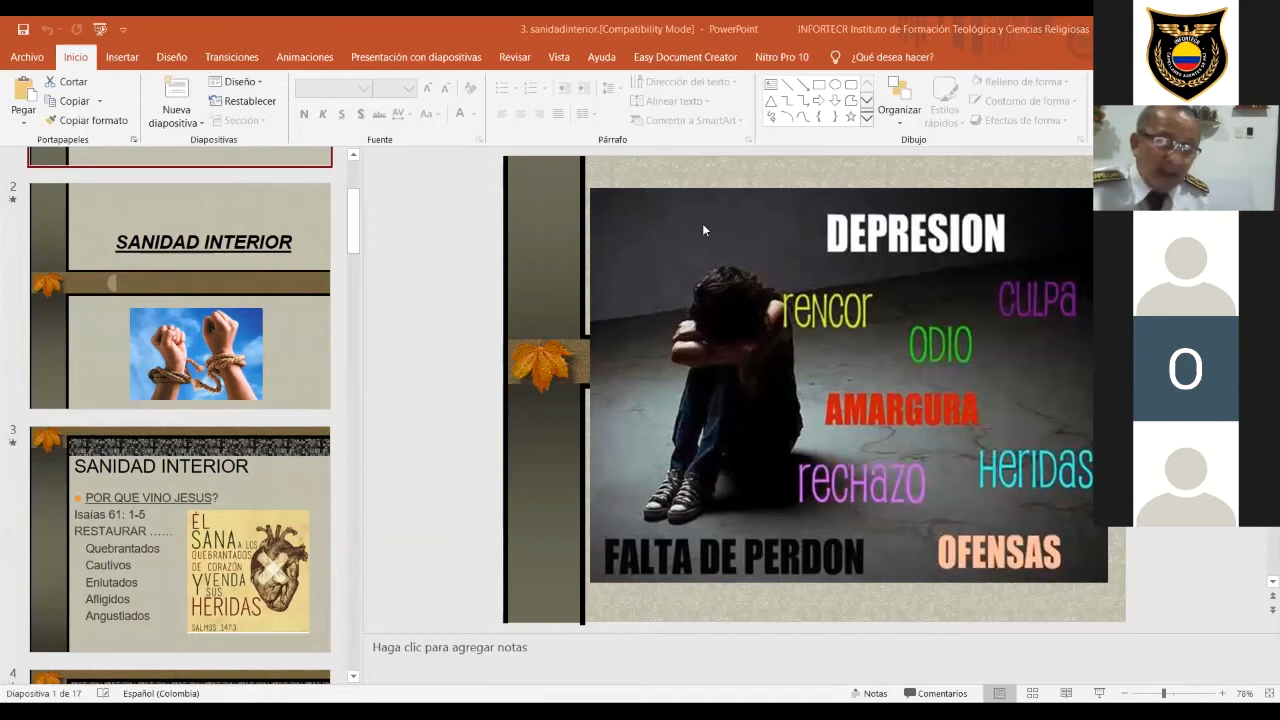 3. sanidadinterior.[Compatibility Mode] - PowerPoint
INFORTECR Instituto de Formación Teológica y Ciencias Religiosas
Archivo Inicio Insertar Diseño Transiciones Animaciones Presentación con diapositivas Revisar Vista Ayuda Easy Document Creator Nitro Pro 10 ¿Qué desea hacer?
Pegar
Cortar
Copiar
Copiar formato
Portapapeles
Nueva
diapositiva
Diseño
Restablecer
Sección
Diapositivas
N K S S abc AV Aa A
Fuente
Dirección del texto
Alinear texto
Convertir a SmartArt
Párrafo
Organizar
Estilos
rápidos
Relleno de forma
Contorno de forma
Efectos de forma
Dibujo
2
SANIDAD INTERIOR
3
SANIDAD INTERIOR
POR QUE VINO JESUS?
Isaías 61: 1-5
RESTAURAR ......
Quebrantados
Cautivos
Enlutados
Afligidos
Angustiados
ÉL
SANA A LOS
QUEBRANTADOS
DE CORAZÓN
Y VENDA
SUS
HERIDAS
SALMOS 147:3
4
DEPRESION
RENCOR
CULPA
ODIO
AMARGURA
RECHAZO
HERIDAS
FALTA DE PERDON
OFENSAS
INFORTECR
O
Haga clic para agregar notas
Diapositiva 1 de 17 Español (Colombia) Notas Comentarios 78%